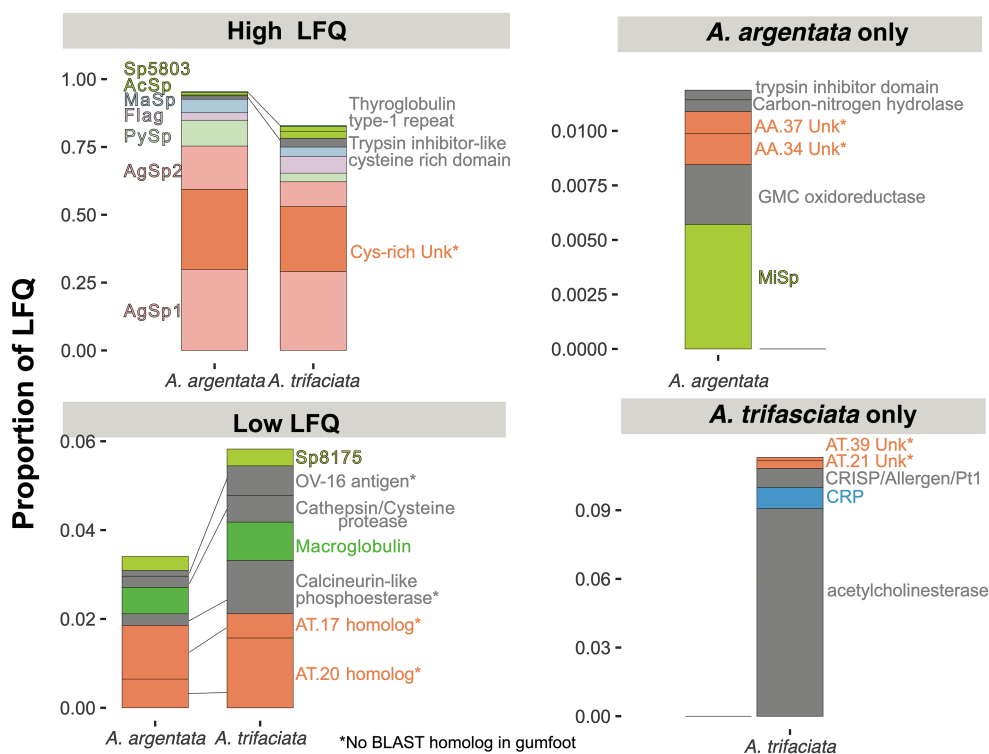 Proportion of LFQ
High LFQ
1.00
0.75
0.50
0.25
0.00
Sp5803
AcSp
MaSp
Flag
PySp
AgSp2
AgSp1
Thyroglobulin
type-1 repeat
Trypsin inhibitor-like
cysteine rich domain
Cys-rich Unk*
A. argentata A. trifaciata
A. argentata only
0.0100
0.0075
0.0050
0.0025
0.0000
trypsin inhibitor domain
Carbon-nitrogen hydrolase
AA.37 Unk*
AA.34 Unk*
GMC oxidoreductase
MiSp
A. argentata
Low LFQ
0.06
0.04
0.02
0.00
Sp8175
OV-16 antigen*
Cathepsin/Cysteine
protease
Macroglobulin
Calcineurin-like
phosphoesterase*
AT.17 homolog*
AT.20 homolog*
A. argentata A. trifaciata
*No BLAST homolog in gumfoot
A. trifasciata only
0.09
0.06
0.03
0.00
AT.39 Unk*
AT.21 Unk*
CRISP/Allergen/Pt1
CRP
acetylcholinesterase
A. trifaciata